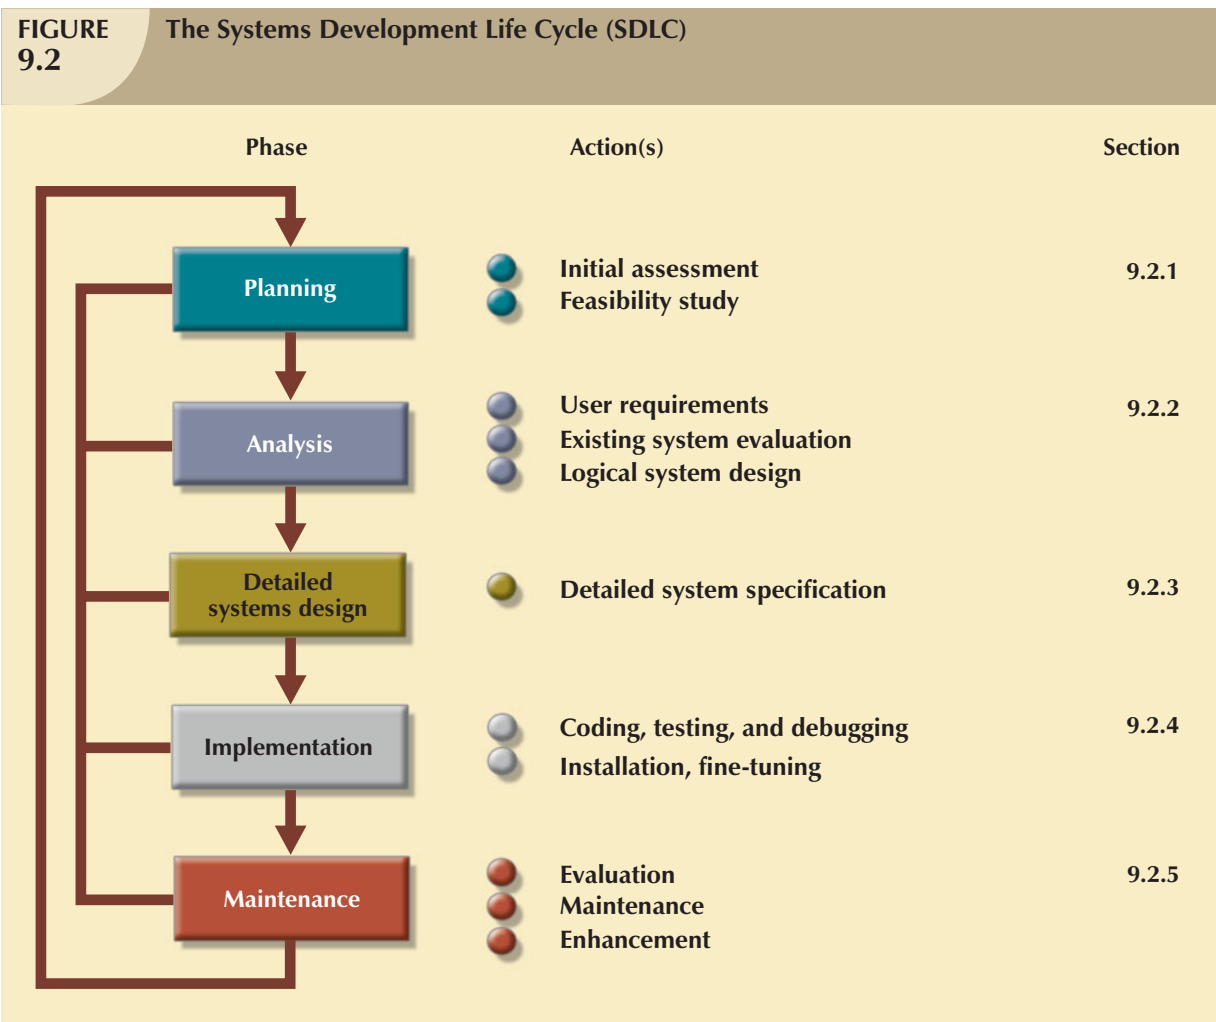 FIGURE
9.2
The Systems Development Life Cycle (SDLC)
Phase
Action(s)
Section
Planning
Initial assessment
Feasibility study
9.2.1
Analysis
User requirements
Existing system evaluation
Logical system design
9.2.2
Detailed
systems design
Detailed system specification
9.2.3
Implementation
Coding, testing, and debugging
Installation, fine-tuning
9.2.4
Maintenance
Evaluation
Maintenance
Enhancement
9.2.5